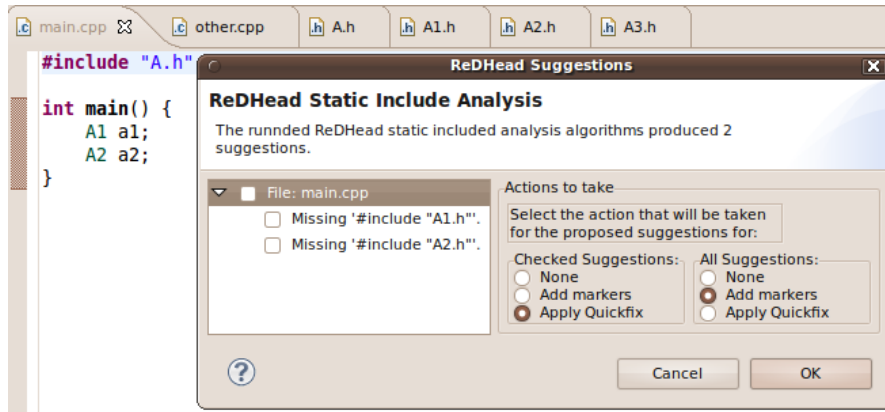 main.cpp
other.cpp
A.h
A1.h
A2.h
A3.h
#include "A.h"
int main() {
A1 a1;
A2 a2;
}
ReDHead Suggestions
ReDHead Static Include Analysis
The runnded ReDHead static included analysis algorithms produced 2
suggestions.
File: main.cpp
Missing '#include "A1.h"'.
Missing '#include "A2.h"'.
Actions to take
Select the action that will be taken
for the proposed suggestions for:
Checked Suggestions:
None
Add markers
Apply Quickfix
All Suggestions:
None
Add markers
Apply Quickfix
?
Cancel
OK